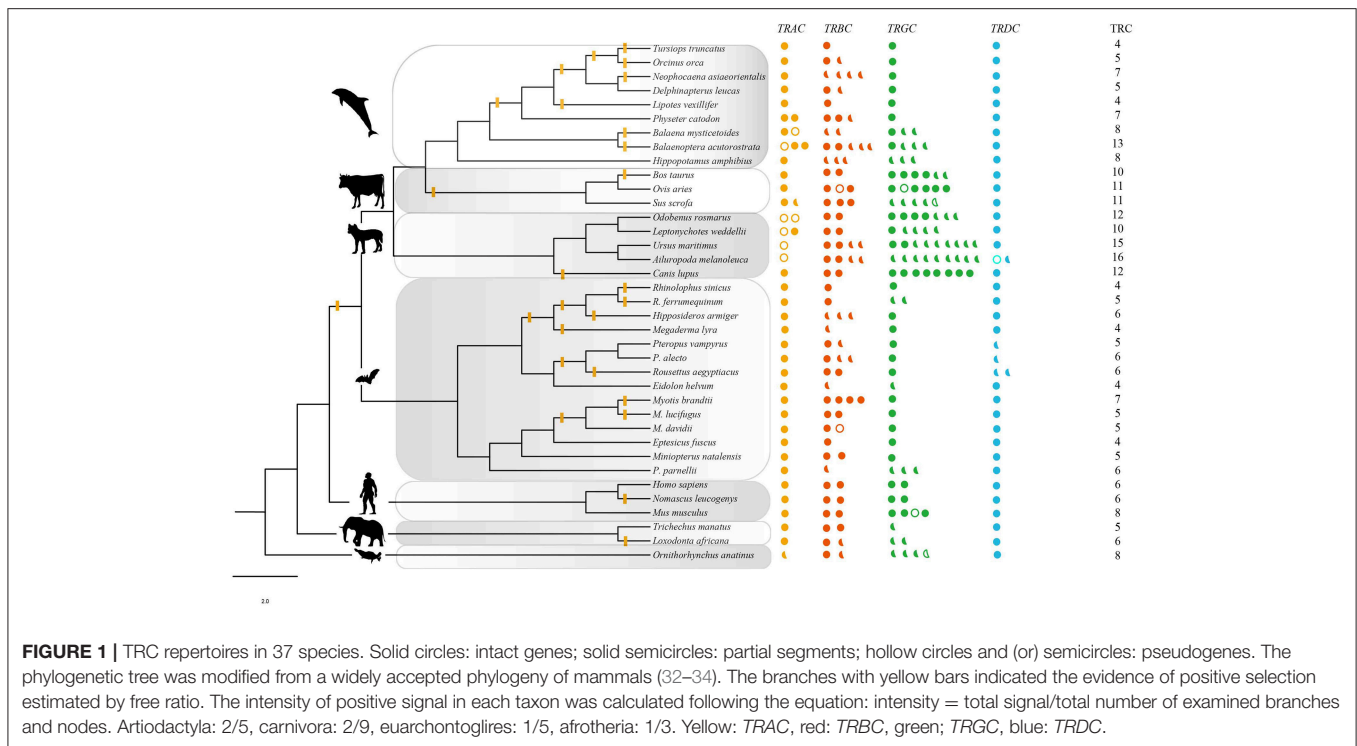 TRAC TRBC TRGC TRDC TRC
Tursiops truncatus 4
Orcinus orca 5
Neophocaena asiaeorientalis 7
Delphinapterus leucas 5
Lipotes vexillifer 4
Physeter catodon 7
Balaena mysticetoides 8
Balaenoptera acutorostrata 13
Hippopotamus amphibius 8
Bos taurus 10
Ovis aries 11
Sus scrofa 11
Odobenus rosmarus 12
Leptonychotes weddellii 10
Ursus maritimus 15
Ailuropoda melanoleuca 16
Canis lupus 12
Rhinolophus sinicus 4
R. ferrumequinum 5
Hipposideros armiger 6
Megaderma lyra 4
Pteropus vampyrus 5
P. alecto 6
Rousettus aegyptiacus 6
Eidolon helvum 4
Myotis brandtii 7
M. lucifugus 5
M. davidii 5
Eptesicus fuscus 4
Miniopterus natalensis 5
P. parnellii 6
Homo sapiens 6
Nomascus leucogenys 6
Mus musculus 8
Trichechus manatus 5
Loxodonta africana 6
Ornithorhynchus anatinus 8
2.0
FIGURE 1 | TRC repertoires in 37 species. Solid circles: intact genes; solid semicircles: partial segments; hollow circles and (or) semicircles: pseudogenes. The
phylogenetic tree was modified from a widely accepted phylogeny of mammals (32–34). The branches with yellow bars indicated the evidence of positive selection
estimated by free ratio. The intensity of positive signal in each taxon was calculated following the equation: intensity = total signal/total number of examined branches
and nodes. Artiodactyla: 2/5, carnivora: 2/9, euarchontoglires: 1/5, afrotheria: 1/3. Yellow: TRAC, red: TRBC, green; TRGC, blue: TRDC.